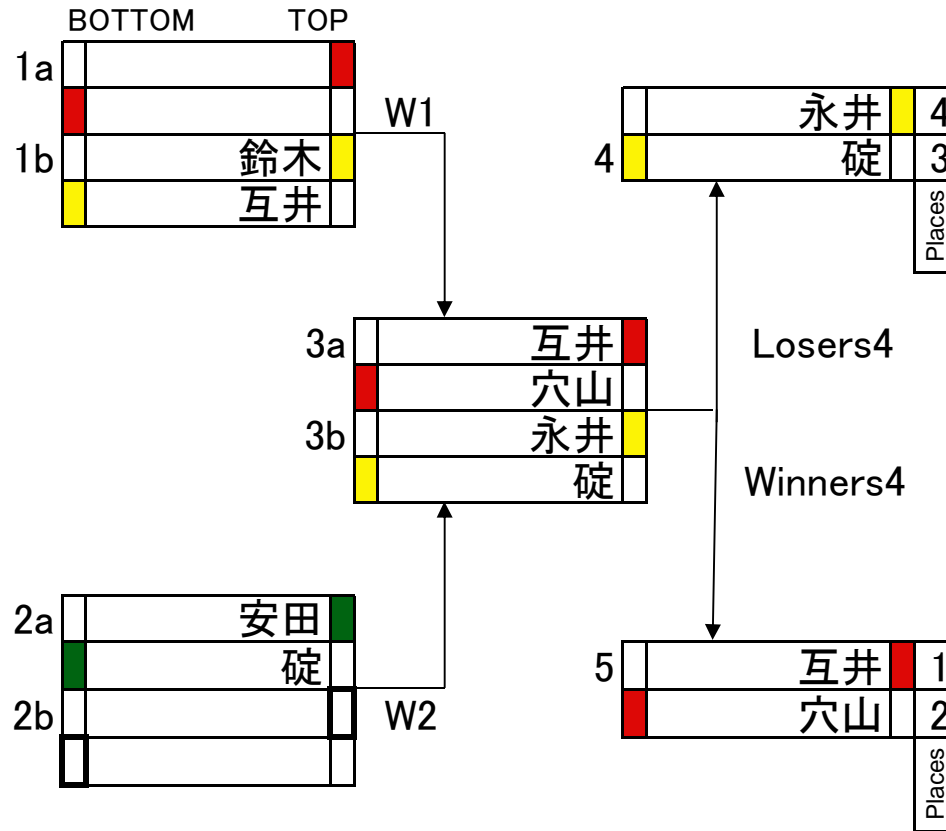 BOTTOM TOP
1a
W1
1b 鈴木
互井
永井 4
4 碇 3
Places
3a 互井
穴山
3b 永井
碇
Losers4
Winners4
2a 安田
碇
2b W2
5 互井 1
穴山 2
Places